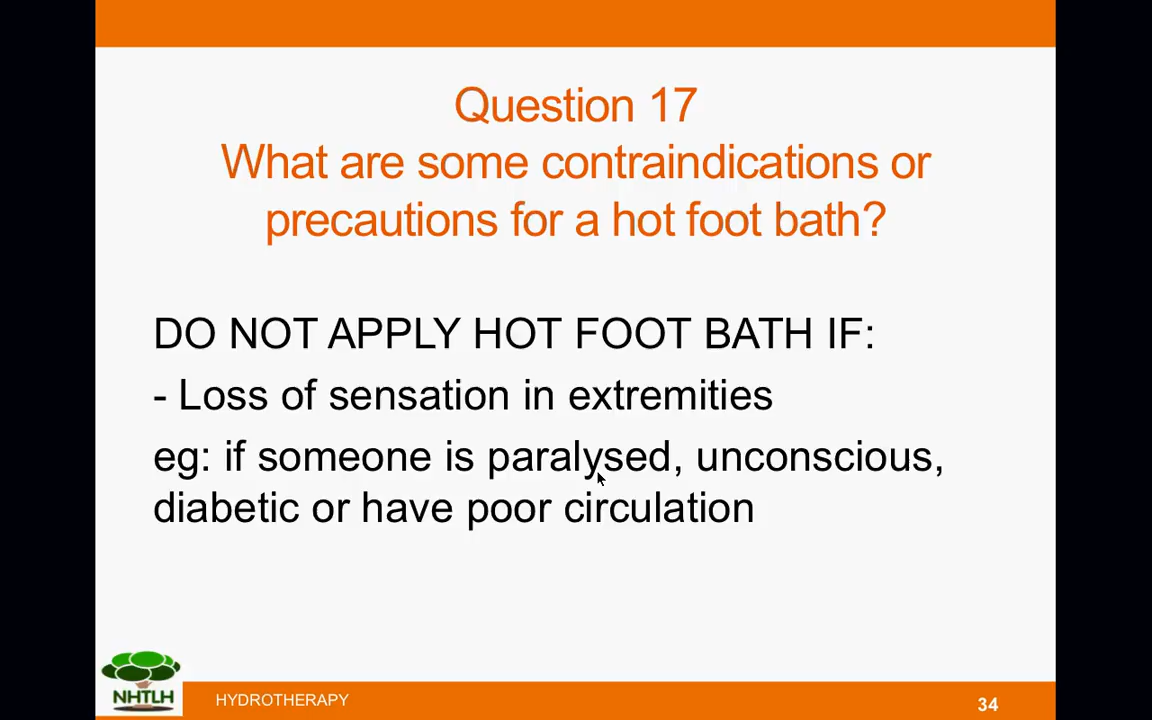 Question 17
What are some contraindications or
precautions for a hot foot bath?
DO NOT APPLY HOT FOOT BATH IF:
- Loss of sensation in extremities
eg: if someone is paralysed, unconscious,
diabetic or have poor circulation
NHTLH
HYDROTHERAPY
34